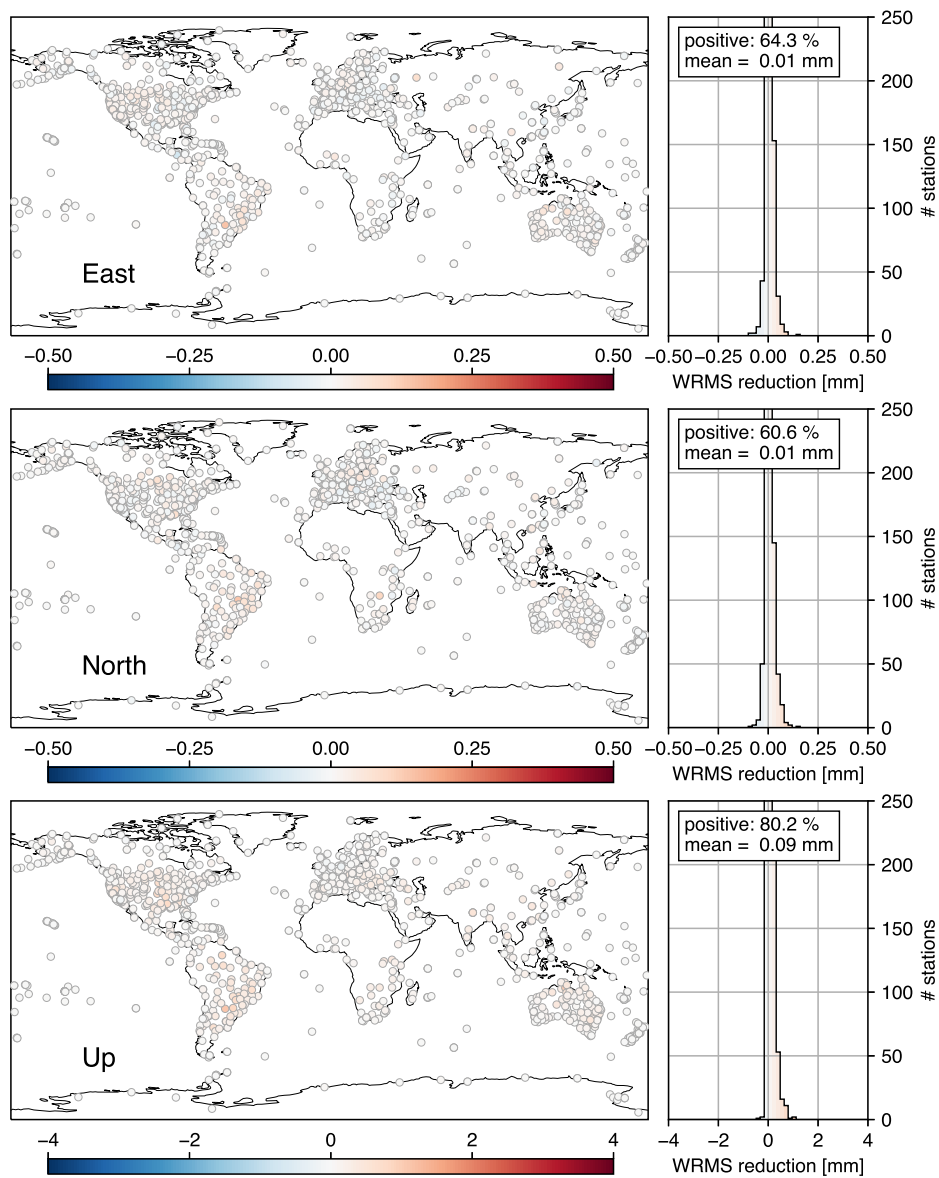 East
−0.50 −0.25 0.00 0.25 0.50
positive: 64.3 %
mean = 0.01 mm
250
200
150
100
50
0
# stations
−0.50 −0.25 0.00 0.25 0.50
WRMS reduction [mm]
North
−0.50 −0.25 0.00 0.25 0.50
positive: 60.6 %
mean = 0.01 mm
250
200
150
100
50
0
# stations
−0.50 −0.25 0.00 0.25 0.50
WRMS reduction [mm]
Up
−4 −2 0 2 4
positive: 80.2 %
mean = 0.09 mm
250
200
150
100
50
0
# stations
−4 −2 0 2 4
WRMS reduction [mm]